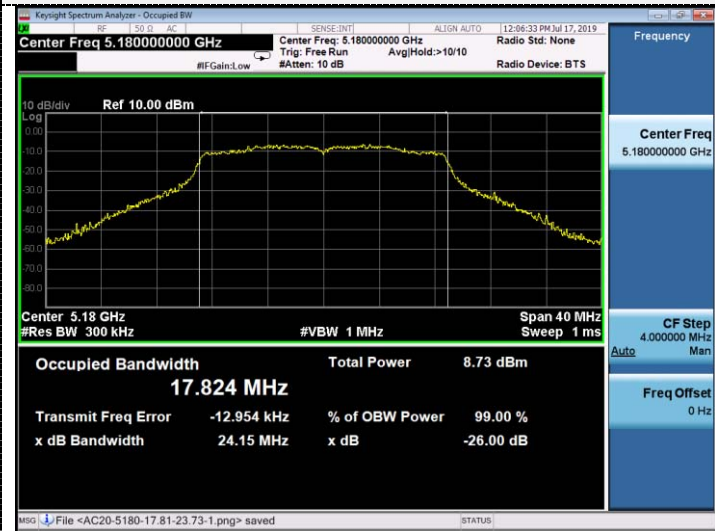 Keysight Spectrum Analyzer - Occupied BW
LXI RF 50 Ω AC SENSE:INT ALIGN AUTO 12:06:33 PM Jul 17, 2019
Center Freq 5.180000000 GHz
Center Freq: 5.180000000 GHz Radio Std: None
Trig: Free Run Avg|Hold:>10/10
#IFGain:Low #Atten: 10 dB Radio Device: BTS
10 dB/div Ref 10.00 dBm
Log
0.00
-10.0
-20.0
-30.0
-40.0
-50.0
-60.0
-70.0
-80.0
Center 5.18 GHz Span 40 MHz
#Res BW 300 kHz #VBW 1 MHz Sweep 1 ms
Occupied Bandwidth Total Power 8.73 dBm
17.824 MHz
Transmit Freq Error -12.954 kHz % of OBW Power 99.00 %
x dB Bandwidth 24.15 MHz x dB -26.00 dB
Frequency
Center Freq
5.180000000 GHz
CF Step
4.000000 MHz
Auto Man
Freq Offset
0 Hz
MSG File <AC20-5180-17.81-23.73-1.png> saved STATUS